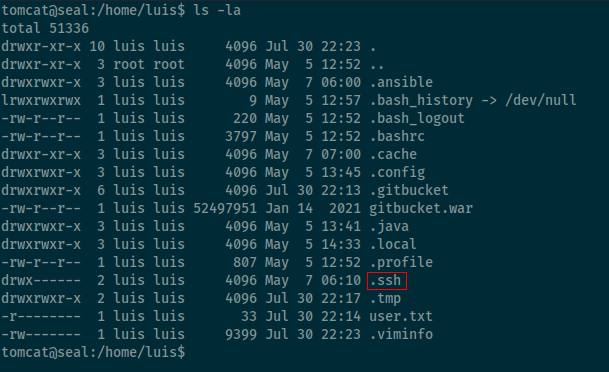 tomcat@seal:/home/luis$ ls -la
total 51336
drwxr-xr-x 10 luis luis     4096 Jul 30 22:23 .
drwxr-xr-x  3 root root     4096 May  5 12:52 ..
drwxrwxr-x  3 luis luis     4096 May  7 06:00 .ansible
lrwxrwxrwx  1 luis luis        9 May  5 12:57 .bash_history -> /dev/null
-rw-r--r--  1 luis luis      220 May  5 12:52 .bash_logout
-rw-r--r--  1 luis luis     3797 May  5 12:52 .bashrc
drwxr-xr-x  3 luis luis     4096 May  7 07:00 .cache
drwxrwxr-x  3 luis luis     4096 May  5 13:45 .config
drwxrwxr-x  6 luis luis     4096 Jul 30 22:13 .gitbucket
-rw-r--r--  1 luis luis 52497951 Jan 14  2021 gitbucket.war
drwxrwxr-x  3 luis luis     4096 May  5 13:41 .java
drwxrwxr-x  3 luis luis     4096 May  5 14:33 .local
-rw-r--r--  1 luis luis      807 May  5 12:52 .profile
drwx------  2 luis luis     4096 May  7 06:10 .ssh
drwxrwxr-x  2 luis luis     4096 Jul 30 22:17 .tmp
-r--------  1 luis luis       33 Jul 30 22:14 user.txt
-rw-------  1 luis luis     9399 Jul 30 22:23 .viminfo
tomcat@seal:/home/luis$